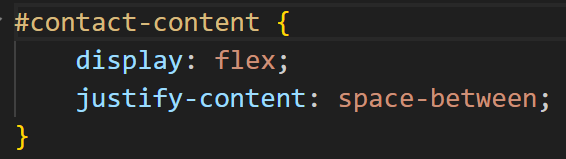 #contact-content {
    display: flex;
    justify-content: space-between;
}